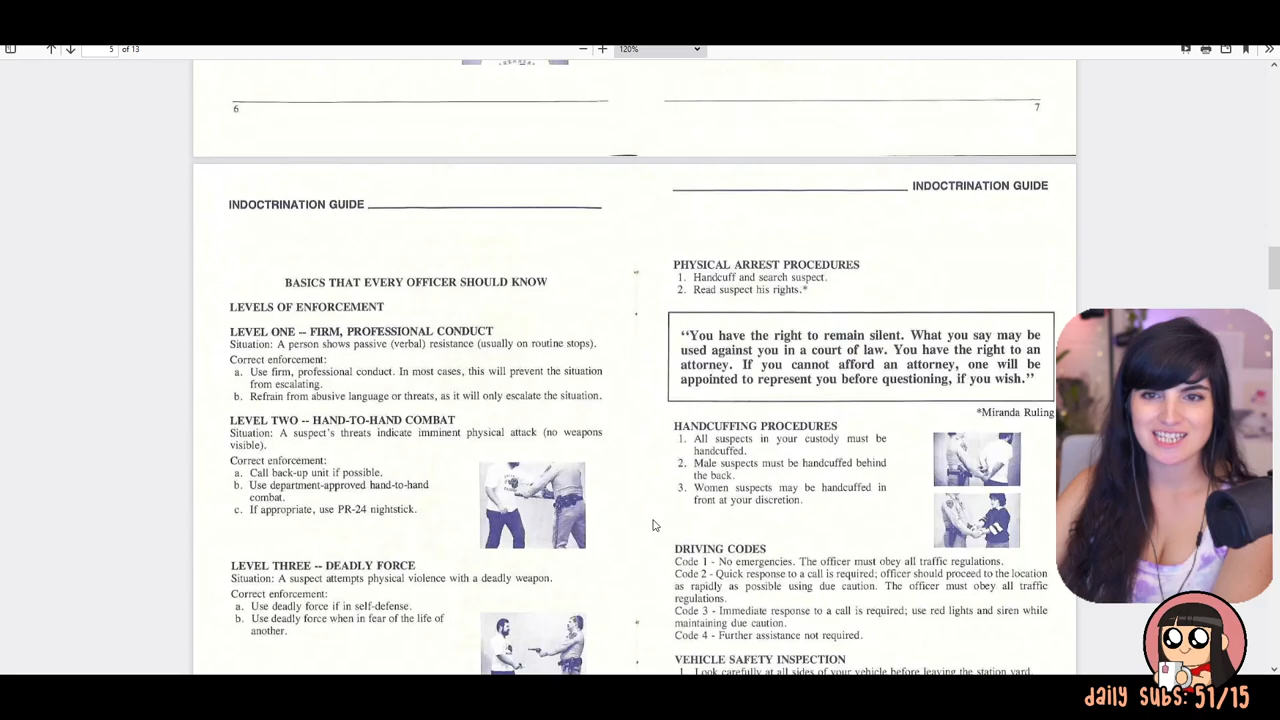 5 of 13
120%
6
7
INDOCTRINATION GUIDE
BASICS THAT EVERY OFFICER SHOULD KNOW
LEVELS OF ENFORCEMENT
LEVEL ONE -- FIRM, PROFESSIONAL CONDUCT
Situation: A person shows passive (verbal) resistance (usually on routine stops).
Correct enforcement:
a. Use firm, professional conduct. In most cases, this will prevent the situation
from escalating.
b. Refrain from abusive language or threats, as it will only escalate the situation.
LEVEL TWO -- HAND-TO-HAND COMBAT
Situation: A suspect's threats indicate imminent physical attack (no weapons
visible).
Correct enforcement:
a. Call back-up unit if possible.
b. Use department-approved hand-to-hand
combat.
c. If appropriate, use PR-24 nightstick.
LEVEL THREE -- DEADLY FORCE
Situation: A suspect attempts physical violence with a deadly weapon.
Correct enforcement:
a. Use deadly force if in self-defense.
b. Use deadly force when in fear of the life of
another.
INDOCTRINATION GUIDE
PHYSICAL ARREST PROCEDURES
1. Handcuff and search suspect.
2. Read suspect his rights.*
"You have the right to remain silent. What you say may be
used against you in a court of law. You have the right to an
attorney. If you cannot afford an attorney, one will be
appointed to represent you before questioning, if you wish."
*Miranda Ruling
HANDCUFFING PROCEDURES
1. All suspects in your custody must be
handcuffed.
2. Male suspects must be handcuffed behind
the back.
3. Women suspects may be handcuffed in
front at your discretion.
DRIVING CODES
Code 1 - No emergencies. The officer must obey all traffic regulations.
Code 2 - Quick response to a call is required; officer should proceed to the location
as rapidly as possible using due caution. The officer must obey all traffic
regulations.
Code 3 - Immediate response to a call is required; use red lights and siren while
maintaining due caution.
Code 4 - Further assistance not required.
VEHICLE SAFETY INSPECTION
1. Look carefully at all sides of your vehicle before leaving the station yard.
daily subs: 51/15